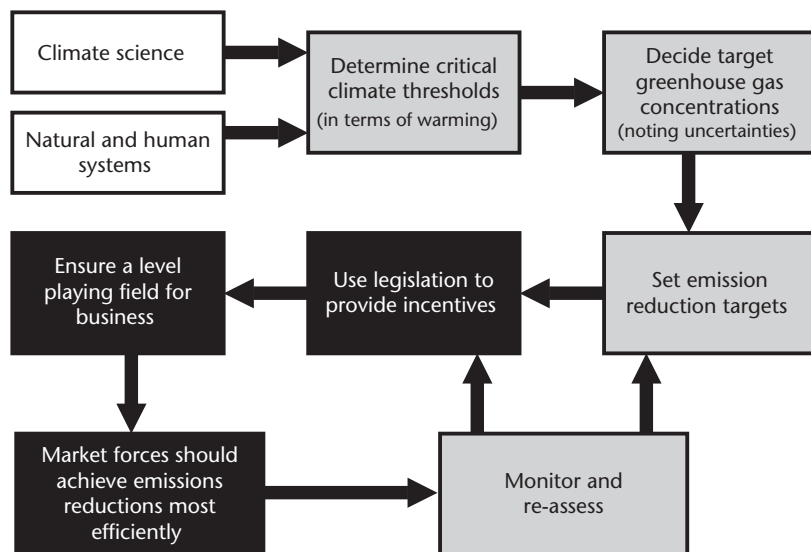 Climate science
Natural and human
systems
Determine critical
climate thresholds
(in terms of warming)
Decide target
greenhouse gas
concentrations
(noting uncertainties)
Set emission
reduction targets
Use legislation to
provide incentives
Ensure a level
playing field for
business
Market forces should
achieve emissions
reductions most
efficiently
Monitor and
re-assess